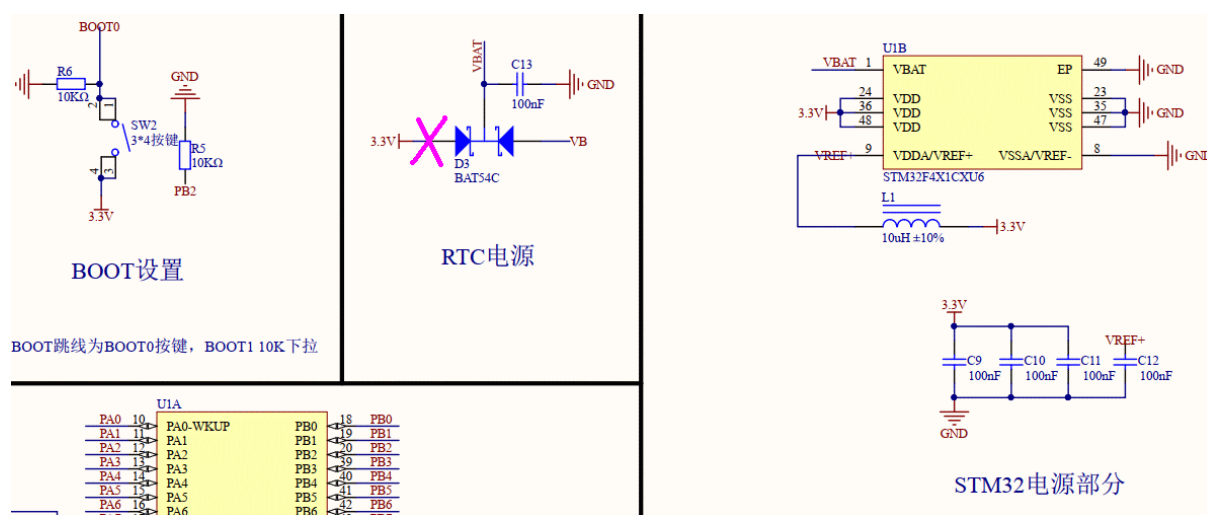 BOOT0
R6
10KΩ
2
1
SW2
3*4按键
4
3
3.3V
GND
R5
10KΩ
PB2
BOOT设置
BOOT跳线为BOOT0按键，BOOT1 10K下拉
VBAT
C13
100nF
GND
3.3V
VB
D3
BAT54C
RTC电源
U1B
VBAT 1 VBAT EP 49 GND
24 VDD VSS 23
3.3V 36 VDD VSS 35 GND
48 VDD VSS 47
VREF+ 9 VDDA/VREF+ VSSA/VREF- 8 GND
STM32F4X1CXU6
L1
10uH ±10%
3.3V
3.3V
VREF+
C9 C10 C11 C12
100nF 100nF 100nF 100nF
GND
STM32电源部分
U1A
PA0 10 PA0-WKUP PB0 18 PB0
PA1 11 PA1 PB1 19 PB1
PA2 12 PA2 PB2 20 PB2
PA3 13 PA3 PB3 39 PB3
PA4 14 PA4 PB4 40 PB4
PA5 15 PA5 PB5 41 PB5
PA6 16 PA6 PB6 42 PB6